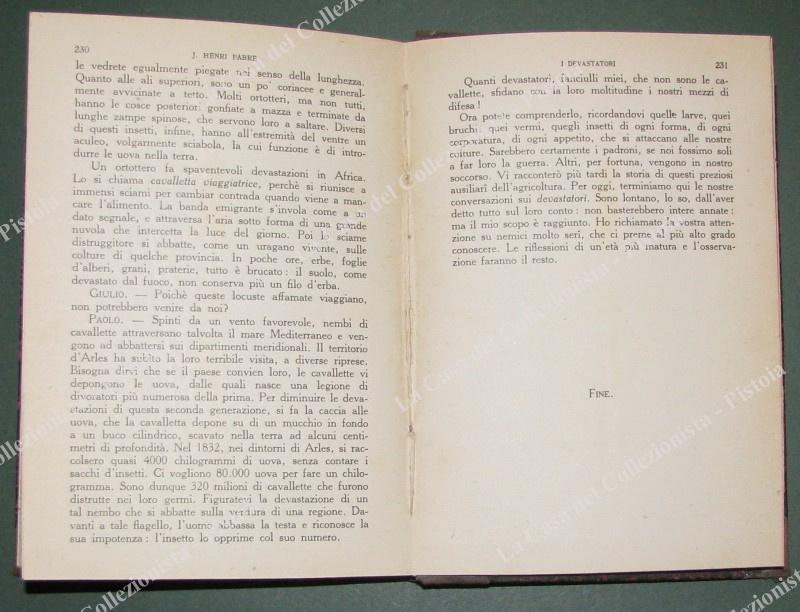 230
J. HENRI FABRE
le vedrete egualmente piegate nel senso della lunghezza.
Quanto alle ali superiori, sono un po' coriacee e general-
mente avvicinate a tetto. Molti ortotteri, ma non tutti,
hanno le cosce posteriori gonfiate a mazza e terminate da
lunghe zampe spinose, che servono loro a saltare. Diversi
di questi insetti, infine, hanno all'estremità del ventre un
aculeo, volgarmente sciabola, la cui funzione è di intro-
durre le uova nella terra.
Un ortottero fa spaventevoli devastazioni in Africa.
Lo si chiama cavalletta viaggiatrice, perchè si riunisce a
immensi sciami per cambiar contrada quando viene a man-
care l'alimento. La banda emigrante s'invola come a un
dato segnale, e attraversa l'aria sotto forma di una grande
nuvola che intercetta la luce del giorno. Poi lo sciame
distruggitore si abbatte, come un uragano vivente, sulle
colture di quelche provincia. In poche ore, erbe, foglie
d'alberi, grani, praterie, tutto è brucato: il suolo, come
devastato dal fuoco, non conserva più un filo d'erba.
GIULIO. — Poichè queste locuste affamate viaggiano,
non potrebbero venire da noi?
PAOLO. — Spinti da un vento favorevole, nembi di
cavallette attraversano talvolta il mare Mediterraneo e ven-
gono ad abbattersi sui dipartimenti meridionali. Il territorio
d'Arles ha subito la loro terribile visita, a diverse riprese.
Bisogna dirvi che se il paese convien loro, le cavallette vi
depongono le uova, dalle quali nasce una legione di
divoratori più numerosa della prima. Per diminuire le deva-
stazioni di questa seconda generazione, si fa la caccia alle
uova, che la cavalletta depone su di un mucchio in fondo
a un buco cilindrico, scavato nella terra ad alcuni centi-
metri di profondità. Nel 1832, nei dintorni di Arles, si rac-
colsero quasi 4000 chilogrammi di uova, senza contare i
sacchi d'insetti. Ci vogliono 80.000 uova per fare un chilo-
gramma. Sono dunque 320 milioni di cavallette che furono
distrutte nei loro germi. Figuratevi la devastazione di un
tal nembo che si abbatte sulla verdura di una regione. Da-
vanti a tale flagello, l'uomo abbassa la testa e riconosce la
sua impotenza: l'insetto lo opprime col suo numero.
I DEVASTATORI
231
Quanti devastatori, fanciulli miei, che non sono le ca-
vallette, sfidano con la loro moltitudine i nostri mezzi di
difesa!
Ora potete comprenderlo, ricordandovi quelle larve, quei
bruchi, quei vermi, quegli insetti di ogni forma, di ogni
corporatura, di ogni appetito, che si attaccano alle nostre
colture. Sarebbero certamente i padroni, se noi fossimo soli
a far loro la guerra. Altri, per fortuna, vengono in nostro
soccorso. Vi racconterò più tardi la storia di questi preziosi
ausiliari dell'agricoltura. Per oggi, terminiamo qui le nostre
conversazioni sui devastatori. Sono lontano, lo so, dall'aver
detto tutto sul loro conto: non basterebbero intere annate:
ma il mio scopo è raggiunto. Ho richiamato la vostra atten-
zione su nemici molto seri, che ci preme al più alto grado
conoscere. Le riflessioni di un'età più matura e l'osserva-
zione faranno il resto.
FINE.
La Cantina del Collezionista - Pistoia